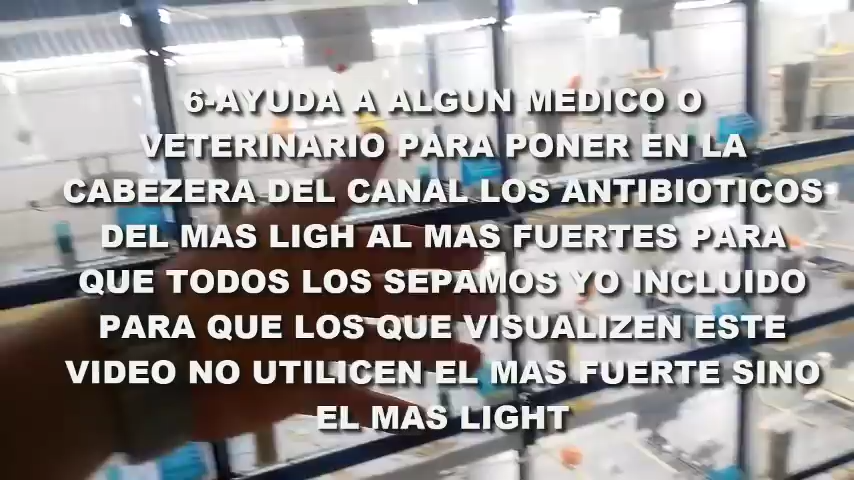 6-AYUDA A ALGUN MEDICO O
VETERINARIO PARA PONER EN LA
CABEZERA DEL CANAL LOS ANTIBIOTICOS
DEL MAS LIGH AL MAS FUERTES PARA
QUE TODOS LOS SEPAMOS YO INCLUIDO
PARA QUE LOS QUE VISUALIZEN ESTE
VIDEO NO UTILICEN EL MAS FUERTE SINO
EL MAS LIGHT